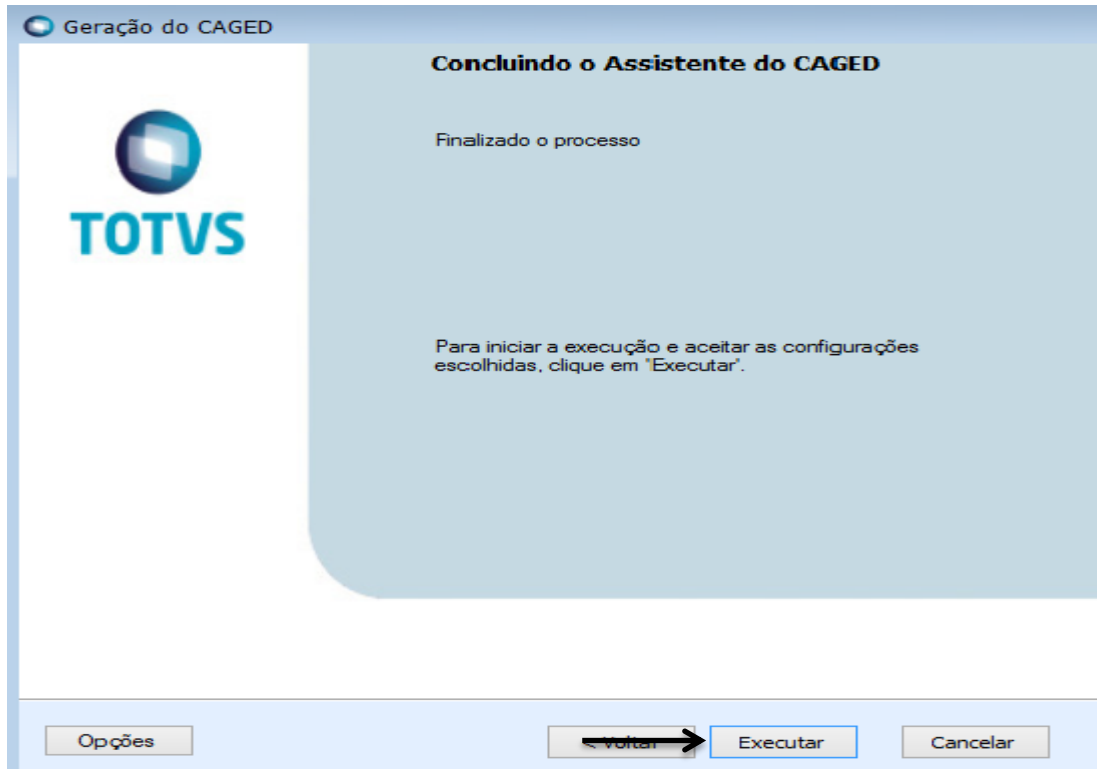 Geração do CAGED
Concluindo o Assistente do CAGED
Finalizado o processo
TOTVS
Para iniciar a execução e aceitar as configurações
escolhidas, clique em 'Executar'.
Opções
< Voltar
Executar
Cancelar